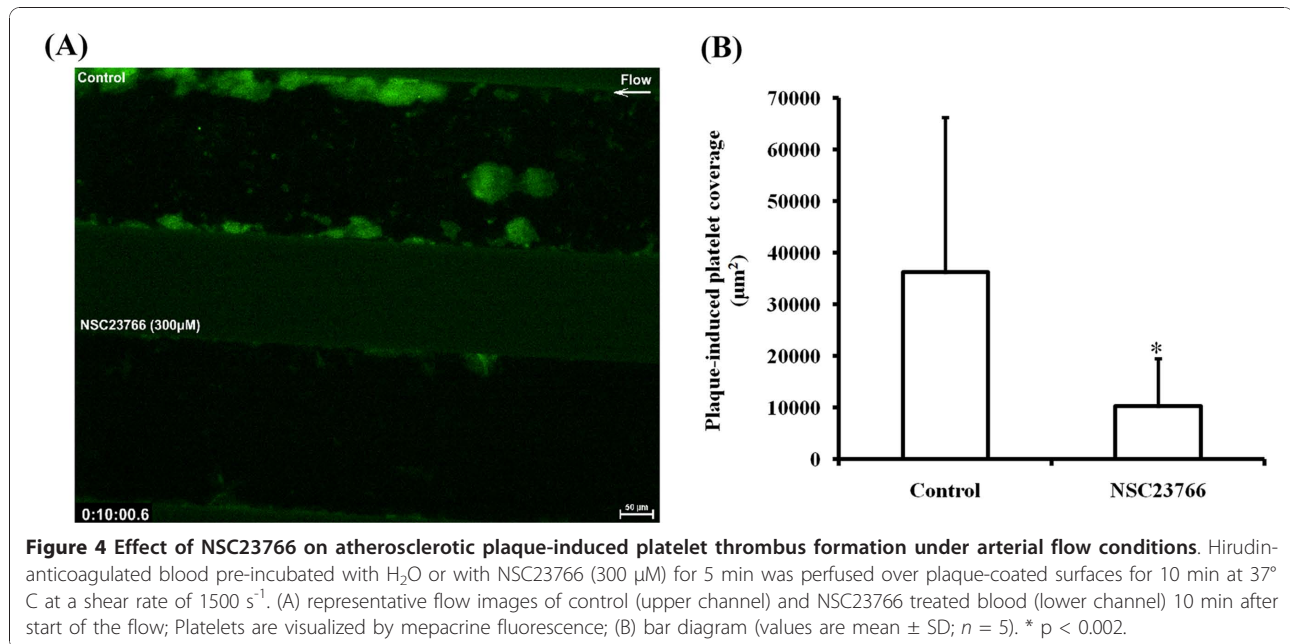 (A)
Control
Flow
NSC23766 (300µM)
0:10:00.6
50 µm
(B)
Plaque-induced platelet coverage
(µm²)
70000
60000
50000
40000
30000
20000
10000
0
*
Control
NSC23766
Figure 4 Effect of NSC23766 on atherosclerotic plaque-induced platelet thrombus formation under arterial flow conditions. Hirudin-
anticoagulated blood pre-incubated with H₂O or with NSC23766 (300 µM) for 5 min was perfused over plaque-coated surfaces for 10 min at 37°
C at a shear rate of 1500 s⁻¹. (A) representative flow images of control (upper channel) and NSC23766 treated blood (lower channel) 10 min after
start of the flow; Platelets are visualized by mepacrine fluorescence; (B) bar diagram (values are mean ± SD; n = 5). * p < 0.002.